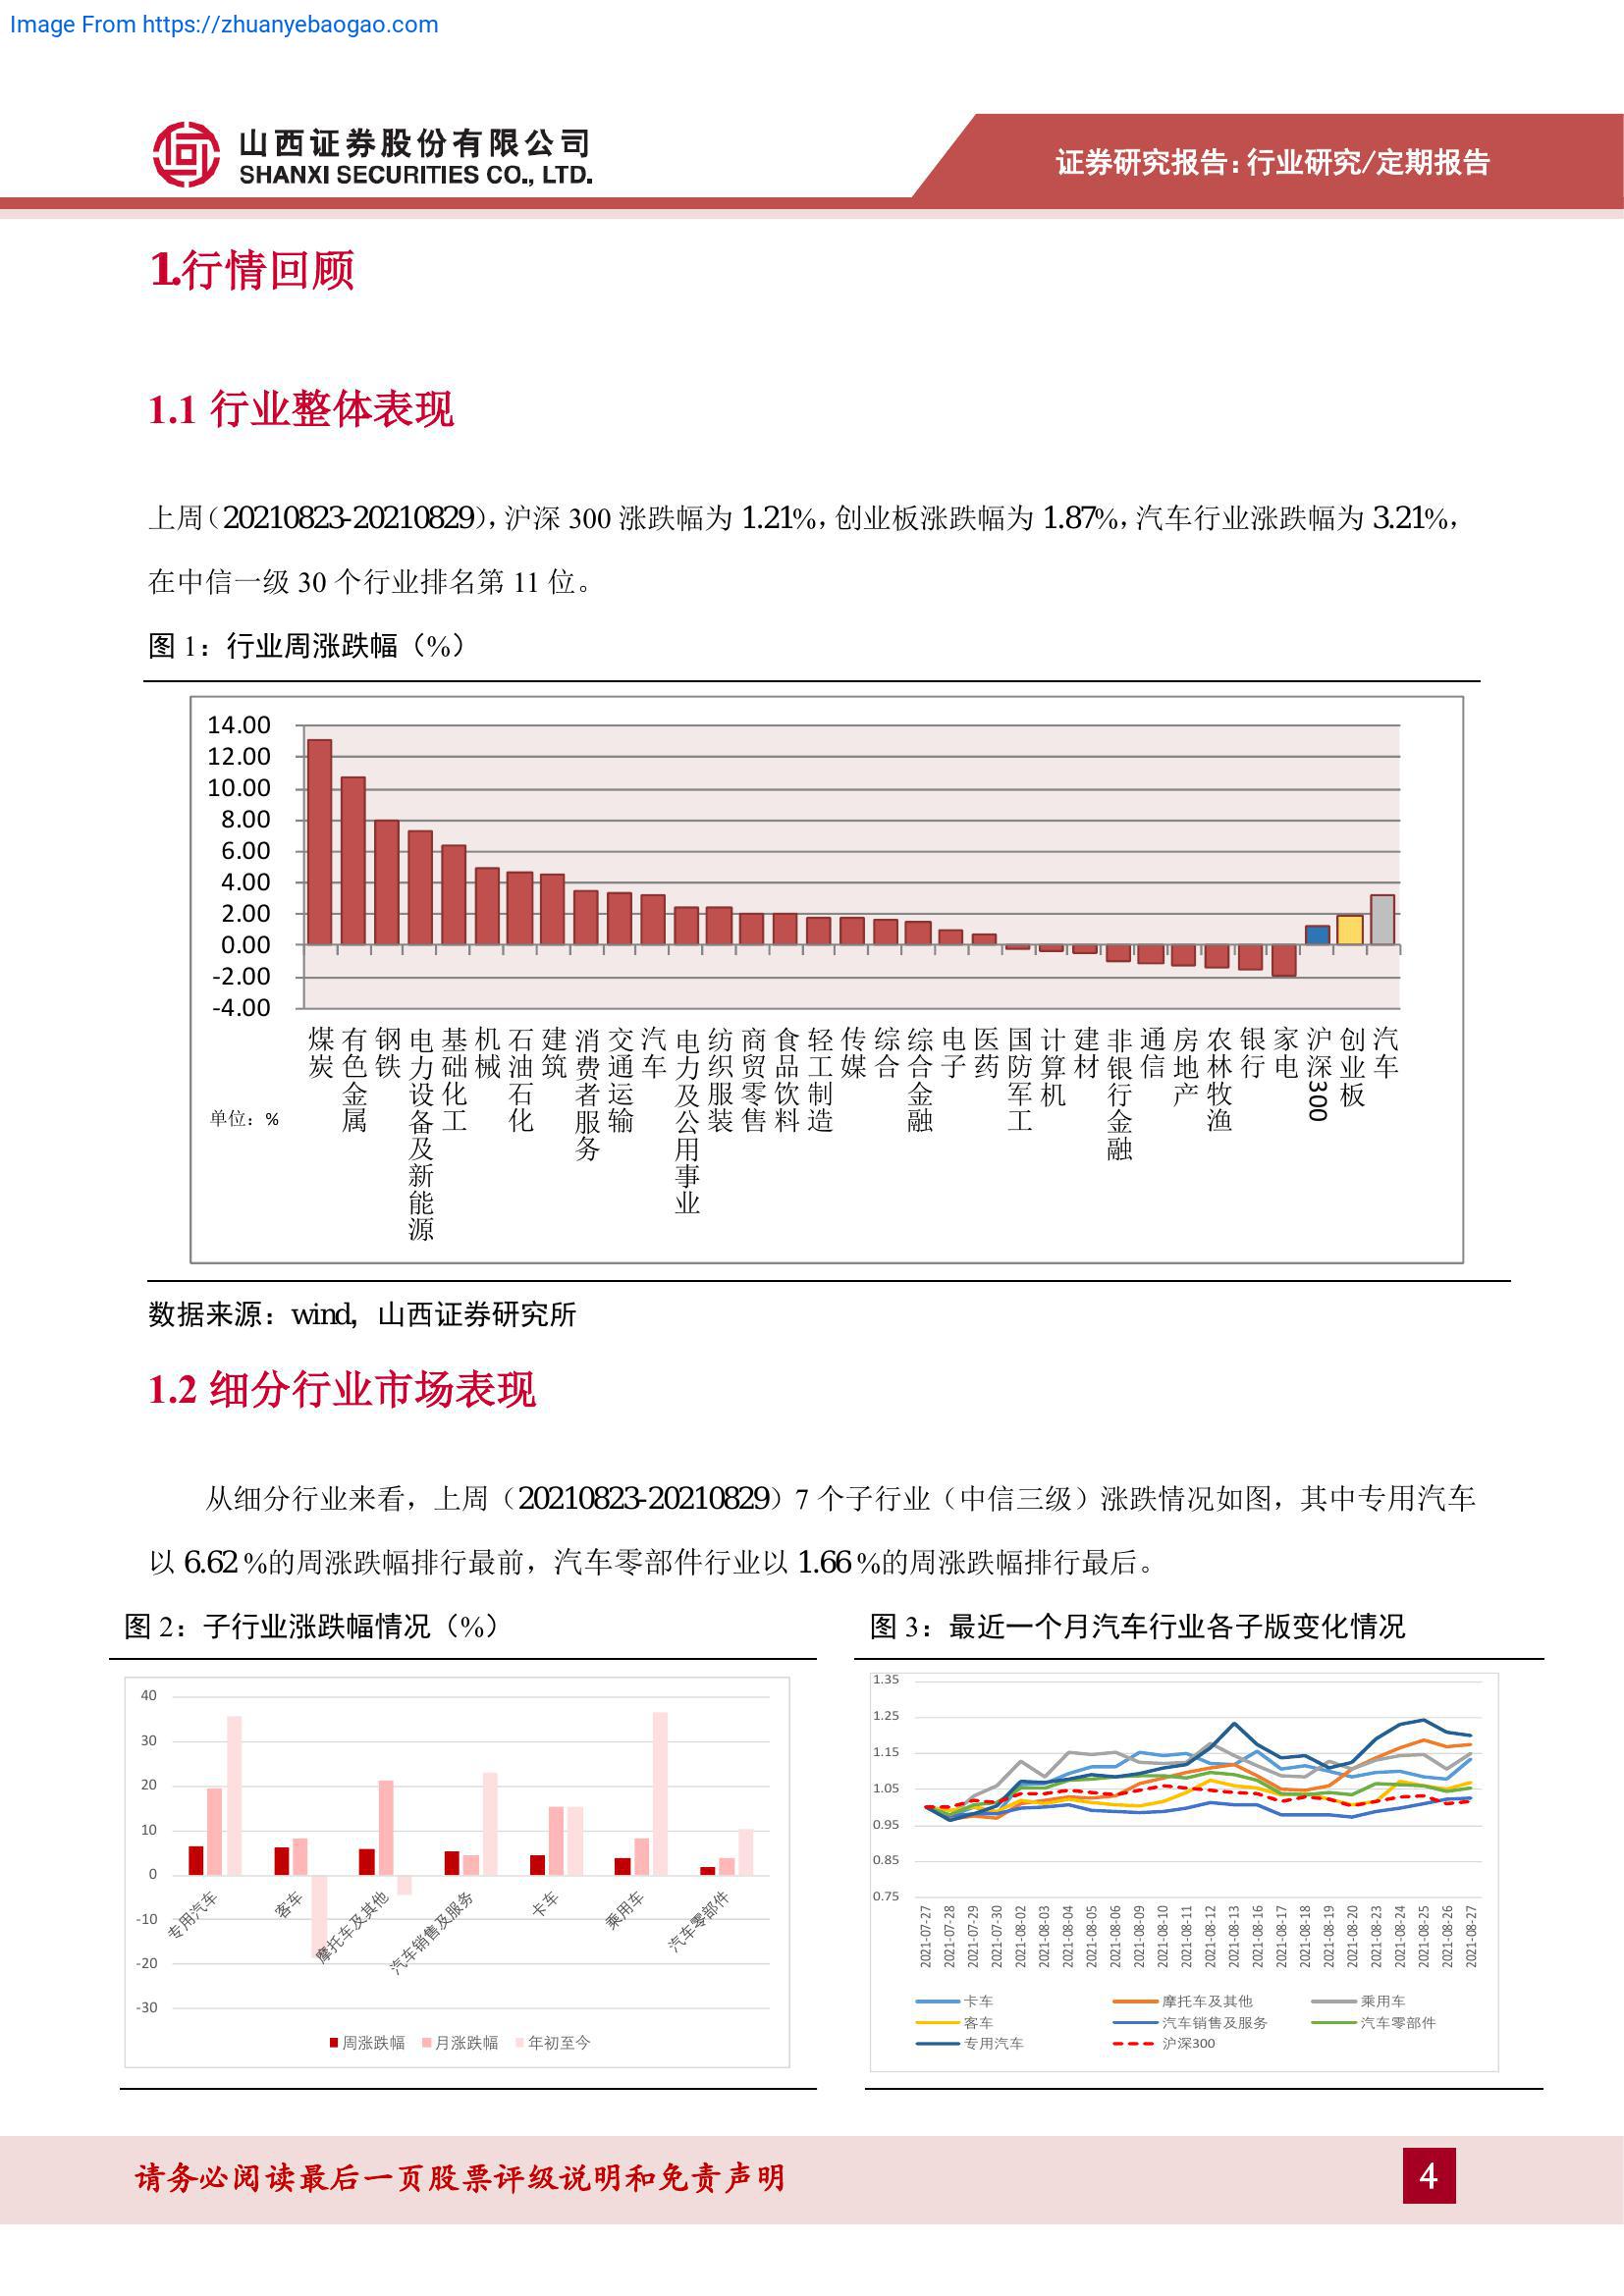 Image From https://zhuanyebaogao.com
山西证券股份有限公司
SHANXI SECURITIES CO., LTD.
证券研究报告：行业研究/定期报告
1.行情回顾
1.1 行业整体表现
上周（20210823-20210829），沪深 300 涨跌幅为 1.21%，创业板涨跌幅为 1.87%，汽车行业涨跌幅为 3.21%，
在中信一级 30 个行业排名第 11 位。
图 1：行业周涨跌幅（%）
14.00
12.00
10.00
8.00
6.00
4.00
2.00
0.00
-2.00
-4.00
煤炭
有色金属
钢铁
电力设备及新能源
基础化工
机械
石油石化
建筑
消费者服务
交通运输
汽车
电力及公用事业
纺织服装
商贸零售
食品饮料
轻工制造
传媒
综合
综合金融
电子
医药
国防军工
计算机
建材
非银行金融
通信
房地产
农林牧渔
银行
家电
沪深300
创业板
汽车
单位：%
数据来源：wind，山西证券研究所
1.2 细分行业市场表现
从细分行业来看，上周（20210823-20210829）7 个子行业（中信三级）涨跌情况如图，其中专用汽车
以 6.62 %的周涨跌幅排行最前，汽车零部件行业以 1.66 %的周涨跌幅排行最后。
图 2：子行业涨跌幅情况（%）
40
30
20
10
0
-10
-20
-30
专用汽车
客车
摩托车及其他
汽车销售及服务
卡车
乘用车
汽车零部件
周涨跌幅
月涨跌幅
年初至今
图 3：最近一个月汽车行业各子版变化情况
1.35
1.25
1.15
1.05
0.95
0.85
0.75
2021-07-27
2021-07-28
2021-07-29
2021-07-30
2021-08-02
2021-08-03
2021-08-04
2021-08-05
2021-08-06
2021-08-09
2021-08-10
2021-08-11
2021-08-12
2021-08-13
2021-08-16
2021-08-17
2021-08-18
2021-08-19
2021-08-20
2021-08-23
2021-08-24
2021-08-25
2021-08-26
2021-08-27
卡车
摩托车及其他
乘用车
客车
汽车销售及服务
汽车零部件
专用汽车
沪深300
请务必阅读最后一页股票评级说明和免责声明
4